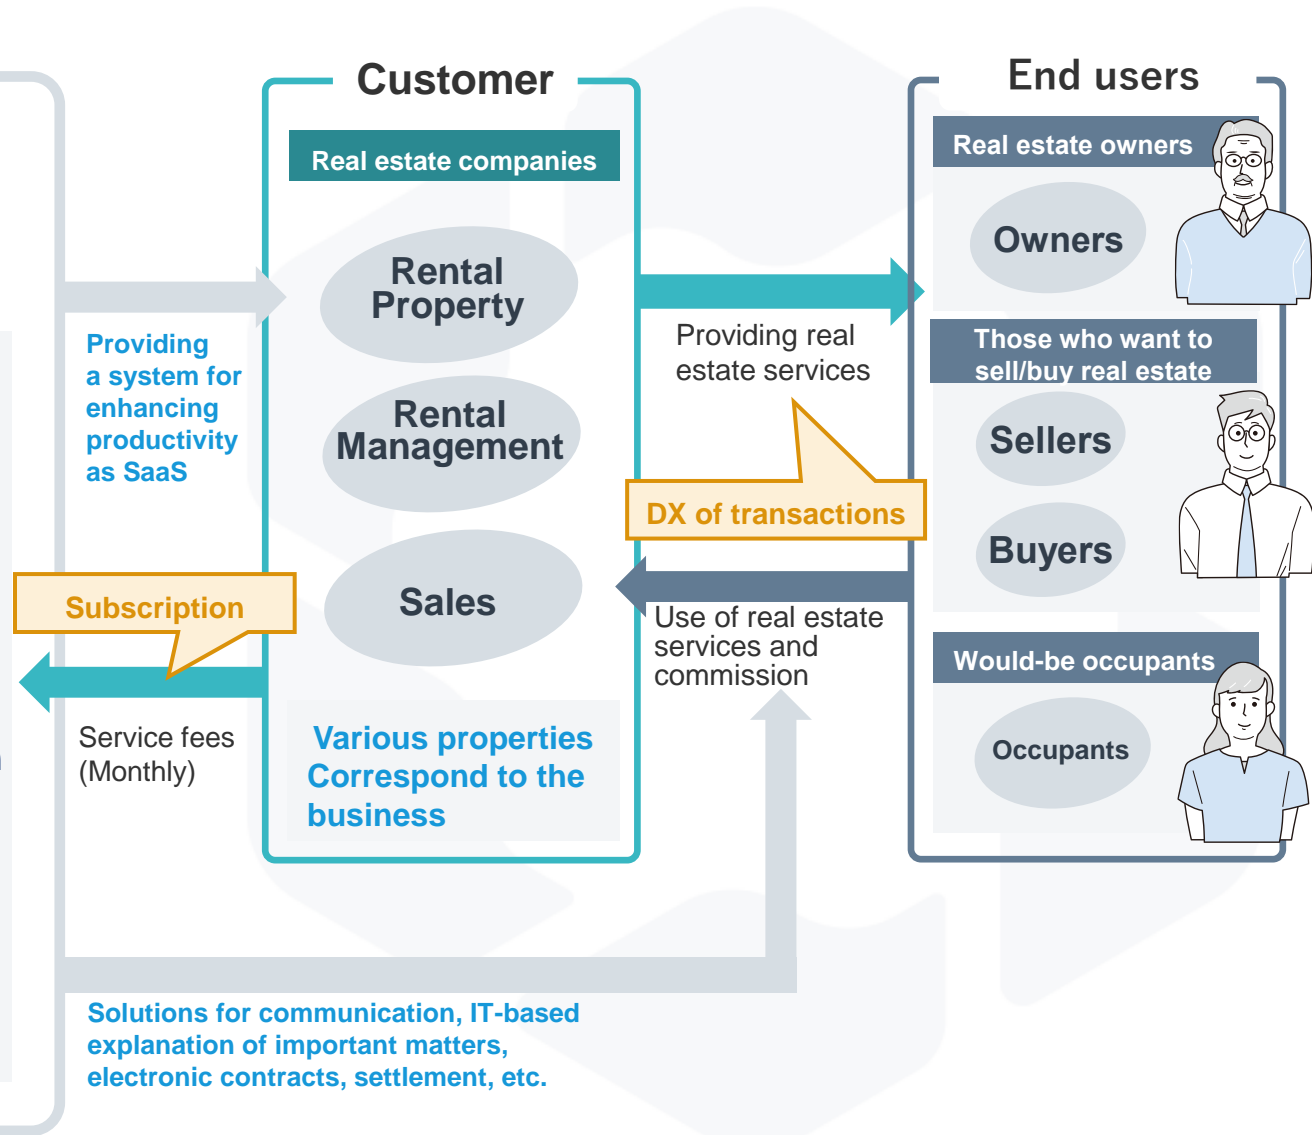 Customer
Real estate companies
Rental
Property
Rental
Management
Sales
Various properties
Correspond to the
business
Providing
a system for
enhancing
productivity
as SaaS
Subscription
Service fees
(Monthly)
Providing real
estate services
DX of transactions
Use of real estate
services and
commission
Solutions for communication, IT-based
explanation of important matters,
electronic contracts, settlement, etc.
End users
Real estate owners
Owners
Those who want to
sell/buy real estate
Sellers
Buyers
Would-be occupants
Occupants